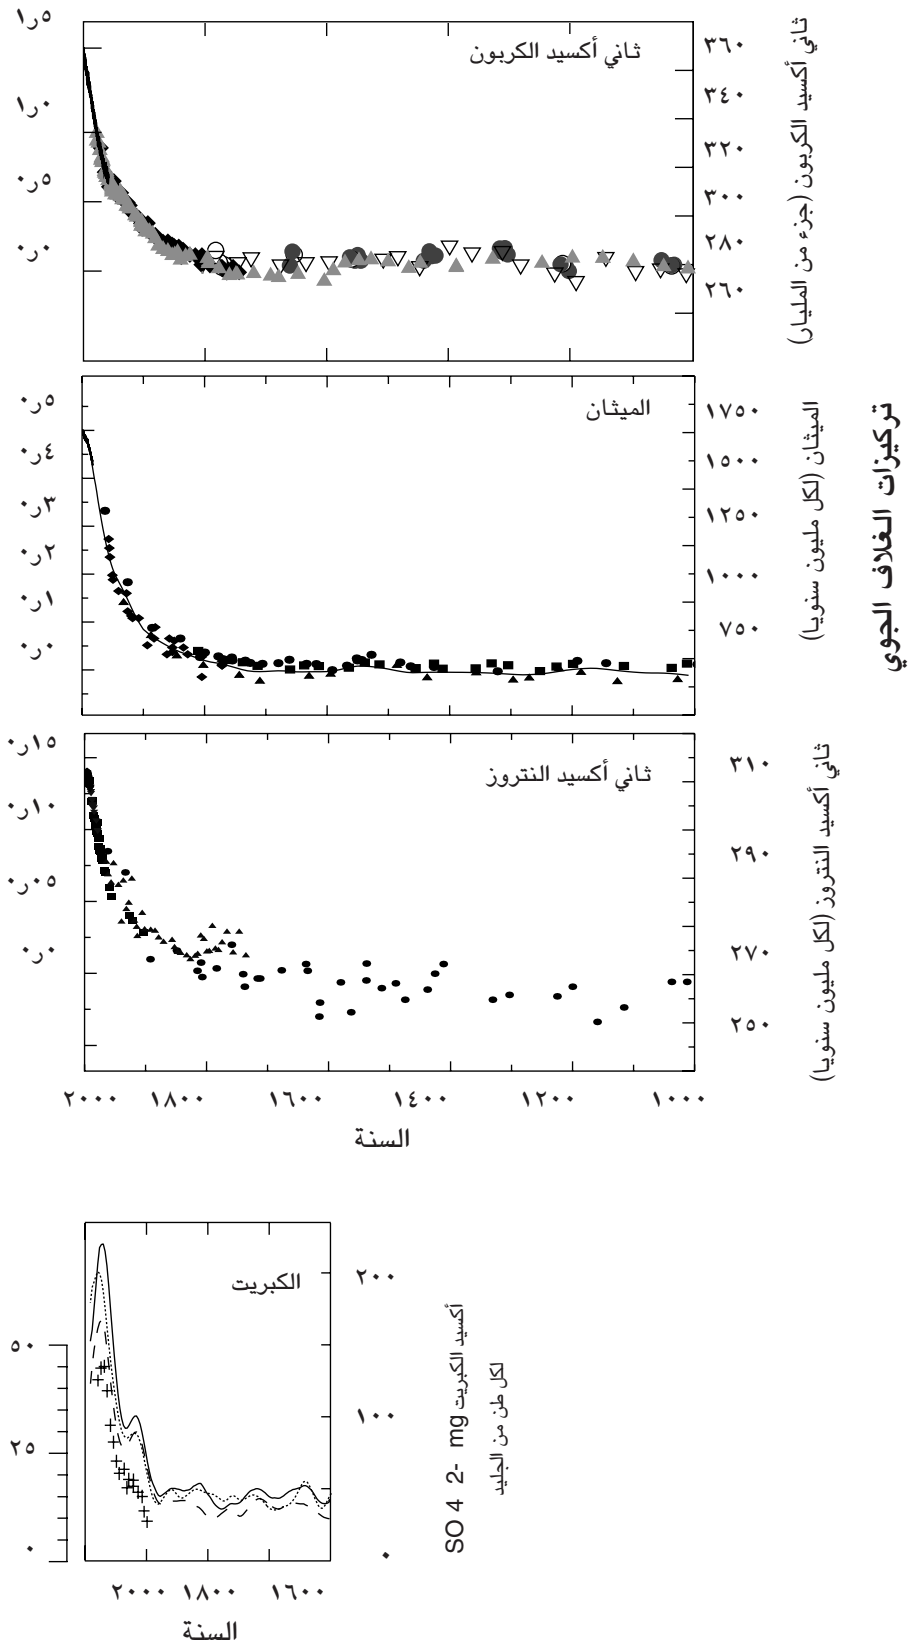 تركيزات الغلاف الجوي
ثاني أكسيد الكربون (جزء من المليار)
ثاني أكسيد الكربون
٣٦٠
٣٤٠
٣٢٠
٣٠٠
٢٨٠
٢٦٠
١٫٥
١٫٠
٠٫٥
٠٫٠
الميثان (لكل مليون سنويا)
الميثان
١٧٥٠
١٥٠٠
١٢٥٠
١٠٠٠
٧٥٠
٠٫٥
٠٫٤
٠٫٣
٠٫٢
٠٫١
٠٫٠
ثاني أكسيد النتروز (لكل مليون سنويا)
ثاني أكسيد النتروز
٣١٠
٢٩٠
٢٧٠
٢٥٠
٠٫١٥
٠٫١٠
٠٫٠٥
٠٫٠
١٠٠٠ ١٢٠٠ ١٤٠٠ ١٦٠٠ ١٨٠٠ ٢٠٠٠
السنة
الكبريت
أكسيد الكبريت SO 4 2- mg
لكل طن من الجليد
٢٠٠
١٠٠
٠
٥٠
٢٥
٠
١٦٠٠ ١٨٠٠ ٢٠٠٠
السنة